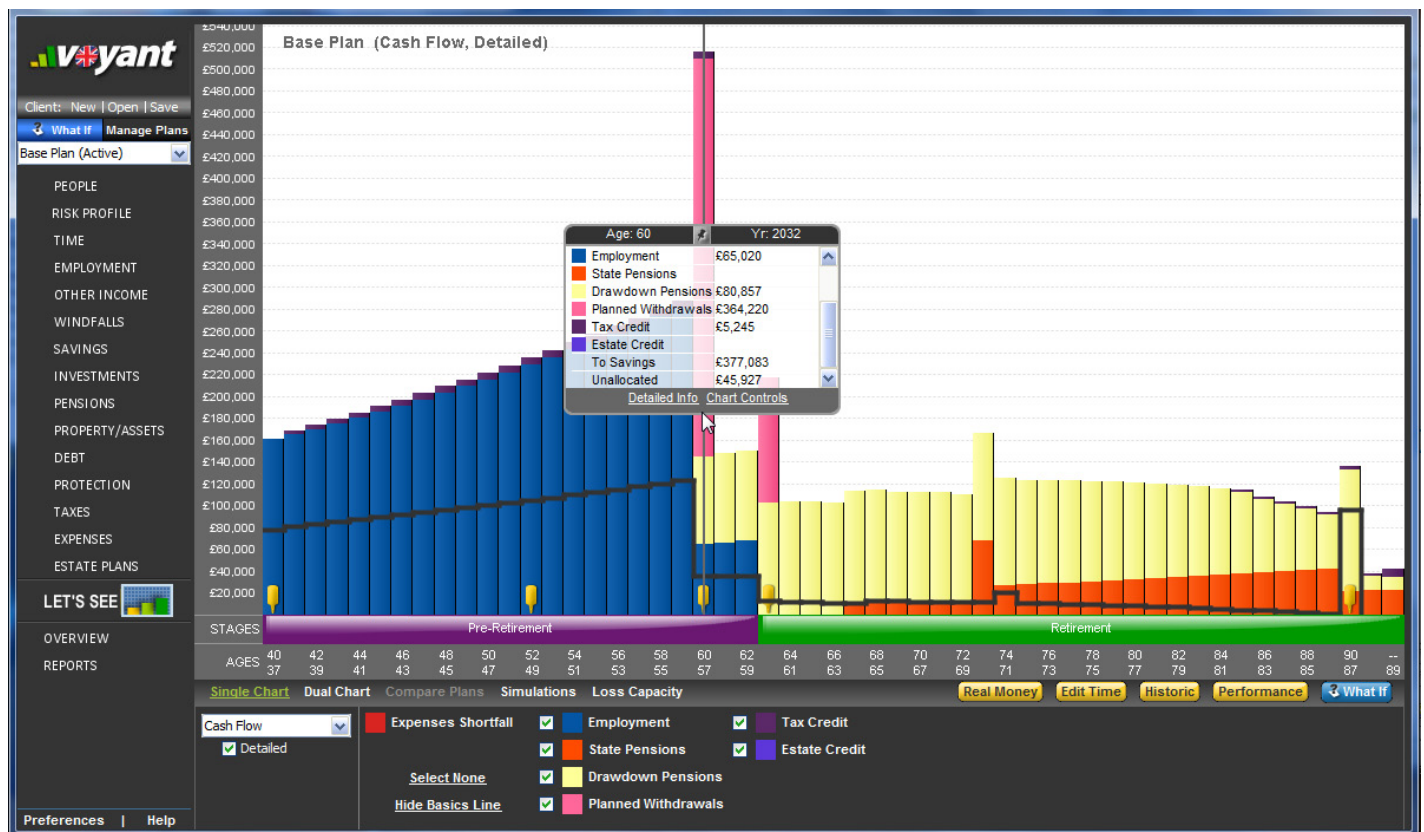 voyant
Client: New | Open | Save
What If Manage Plans
Base Plan (Active)
PEOPLE
RISK PROFILE
TIME
EMPLOYMENT
OTHER INCOME
WINDFALLS
SAVINGS
INVESTMENTS
PENSIONS
PROPERTY/ASSETS
DEBT
PROTECTION
TAXES
EXPENSES
ESTATE PLANS
LET'S SEE
OVERVIEW
REPORTS
Preferences | Help
Base Plan (Cash Flow, Detailed)
£540,000
£520,000
£500,000
£480,000
£460,000
£440,000
£420,000
£400,000
£380,000
£360,000
£340,000
£320,000
£300,000
£280,000
£260,000
£240,000
£220,000
£200,000
£180,000
£160,000
£140,000
£120,000
£100,000
£80,000
£60,000
£40,000
£20,000
Age: 60 Yr: 2032
Employment £65,020
State Pensions
Drawdown Pensions £80,857
Planned Withdrawals £364,220
Tax Credit £5,245
Estate Credit
To Savings £377,083
Unallocated £45,927
Detailed Info Chart Controls
STAGES Pre-Retirement Retirement
AGES 40 42 44 46 48 50 52 54 56 58 60 62 64 66 68 70 72 74 76 78 80 82 84 86 88 90 --
37 39 41 43 45 47 49 51 53 55 57 59 61 63 65 67 69 71 73 75 77 79 81 83 85 87 89
Single Chart Dual Chart Compare Plans Simulations Loss Capacity Real Money Edit Time Historic Performance What If
Cash Flow
Detailed
Expenses Shortfall Employment Tax Credit
State Pensions Estate Credit
Select None Drawdown Pensions
Hide Basics Line Planned Withdrawals